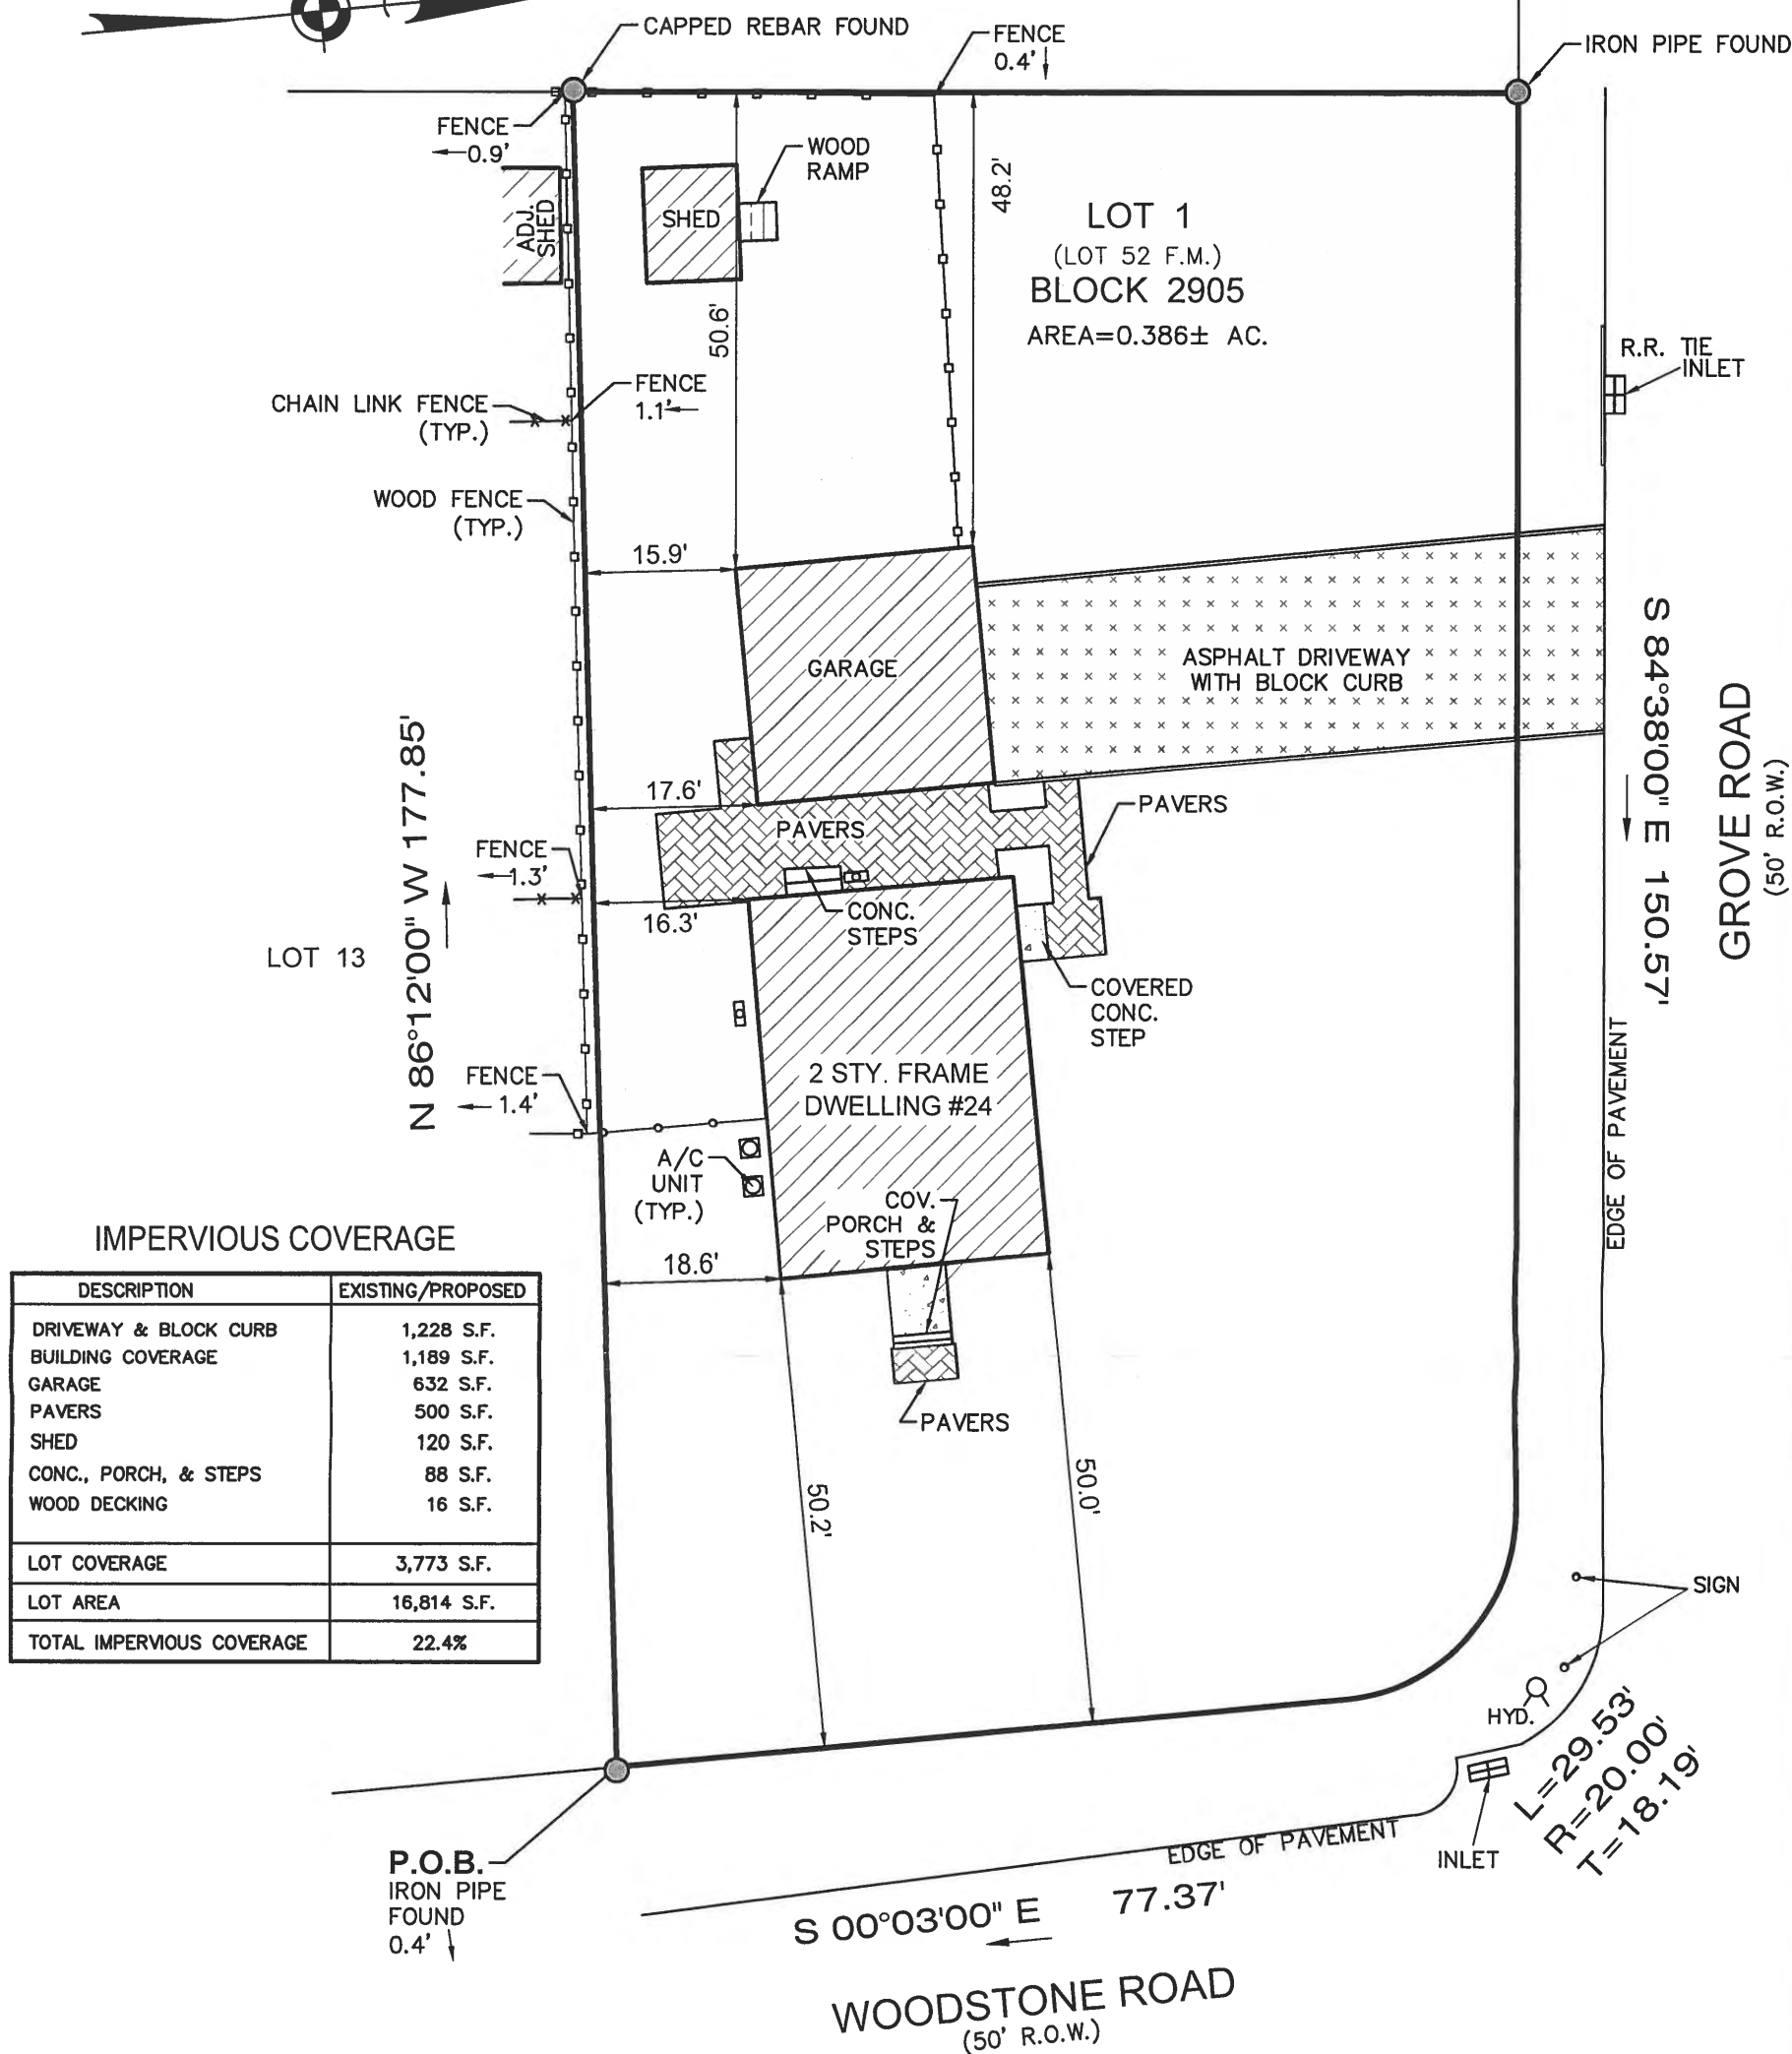 CAPPED REBAR FOUND
FENCE
0.4'
IRON PIPE FOUND
FENCE
0.9'
WOOD
RAMP
ADJ.
SHED
SHED
48.2'
LOT 1
(LOT 52 F.M.)
BLOCK 2905
AREA=0.386± AC.
50.6'
R.R. TIE
INLET
CHAIN LINK FENCE
(TYP.)
FENCE
1.1'
WOOD FENCE
(TYP.)
15.9'
GARAGE
ASPHALT DRIVEWAY
WITH BLOCK CURB
S 84°38'00" E 150.57'
GROVE ROAD
(50' R.O.W.)
N 86°12'00" W 177.85'
17.6'
PAVERS
PAVERS
FENCE
1.3'
16.3'
CONC.
STEPS
LOT 13
COVERED
CONC.
STEP
EDGE OF PAVEMENT
2 STY. FRAME
DWELLING #24
FENCE
1.4'
A/C
UNIT
(TYP.)
COV.
PORCH &
STEPS
18.6'
PAVERS
50.2'
50.0'
IMPERVIOUS COVERAGE
DESCRIPTION EXISTING/PROPOSED
DRIVEWAY & BLOCK CURB 1,228 S.F.
BUILDING COVERAGE 1,189 S.F.
GARAGE 632 S.F.
PAVERS 500 S.F.
SHED 120 S.F.
CONC., PORCH, & STEPS 88 S.F.
WOOD DECKING 16 S.F.
LOT COVERAGE 3,773 S.F.
LOT AREA 16,814 S.F.
TOTAL IMPERVIOUS COVERAGE 22.4%
SIGN
HYD.
L=29.53'
R=20.00'
T=18.19'
INLET
EDGE OF PAVEMENT
P.O.B.
IRON PIPE
FOUND
0.4'
S 00°03'00" E 77.37'
WOODSTONE ROAD
(50' R.O.W.)